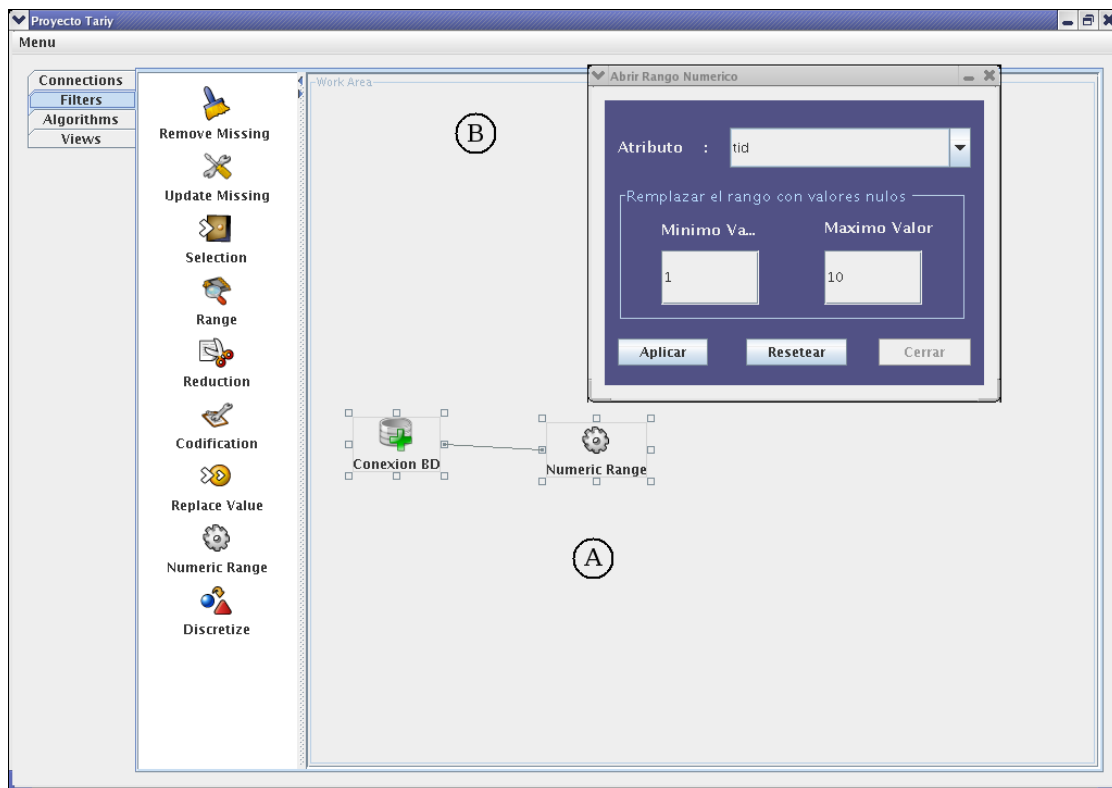 Proyecto Tariy
Menu
Connections
Filters
Algorithms
Views
Remove Missing
Update Missing
Selection
Range
Reduction
Codification
Replace Value
Numeric Range
Discretize
Work Area
B
Abrir Rango Numerico
Atributo : tid
Remplazar el rango con valores nulos
Minimo Va... Maximo Valor
1 10
Aplicar Resetear Cerrar
Conexion BD
Numeric Range
A